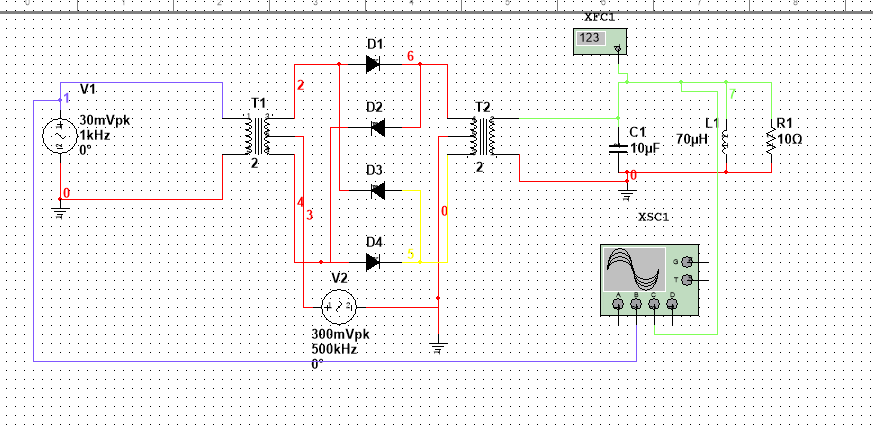 XFC1
123
V1
1
30mVpk
1kHz
0°
0
T1
2
2
D1
6
D2
D3
D4
4
3
5
0
T2
2
V2
300mVpk
500kHz
0°
C1
10µF
L1
70µH
7
R1
10Ω
0
XSC1
G
T
A B C D